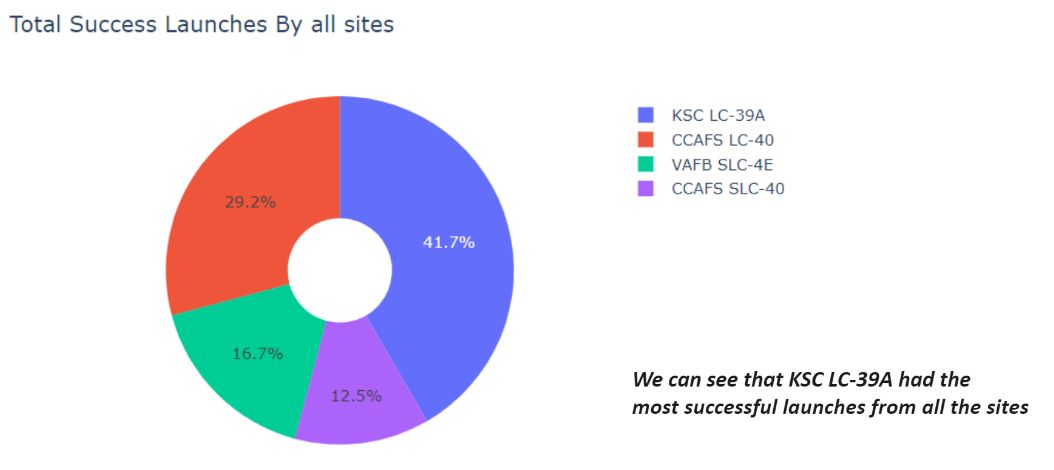 Total Success Launches By all sites
KSC LC-39A
CCAFS LC-40
VAFB SLC-4E
CCAFS SLC-40
29.2%
41.7%
16.7%
12.5%
We can see that KSC LC-39A had the
most successful launches from all the sites